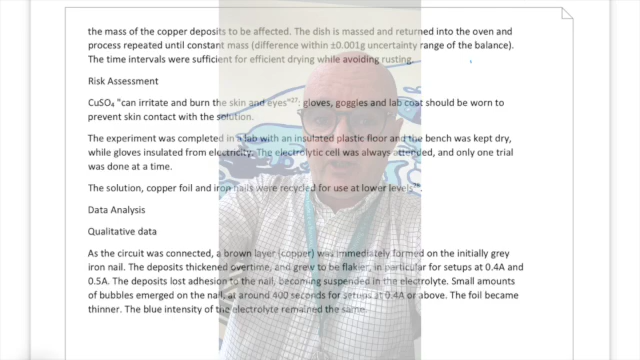 the mass of the copper deposits to be affected. The dish is massed and returned into the oven and
process repeated until constant mass (difference within ±0.001g uncertainty range of the balance).
The time intervals were sufficient for efficient drying while avoiding rusting.
Risk Assessment
CuSO₄ "can irritate and burn the skin and eyes"²⁷: gloves, goggles and lab coat should be worn to
prevent skin contact with the solution.
The experiment was completed in a lab with an insulated plastic floor and the bench was kept dry,
while gloves insulated from electricity. The electrolytic cell was always attended, and only one trial
was done at a time.
The solution, copper foil and iron nails were recycled for use at lower levels²⁸.
Data Analysis
Qualitative data
As the circuit was connected, a brown layer (copper) was immediately formed on the initially grey
iron nail. The deposits thickened overtime, and grew to be flakier, in particular for setups at 0.4A and
0.5A. The deposits lost adhesion to the nail, becoming suspended in the electrolyte. Small amounts
of bubbles emerged on the nail, at around 400 seconds for setups at 0.4A or above. The foil became
thinner. The blue intensity of the electrolyte remained the same.